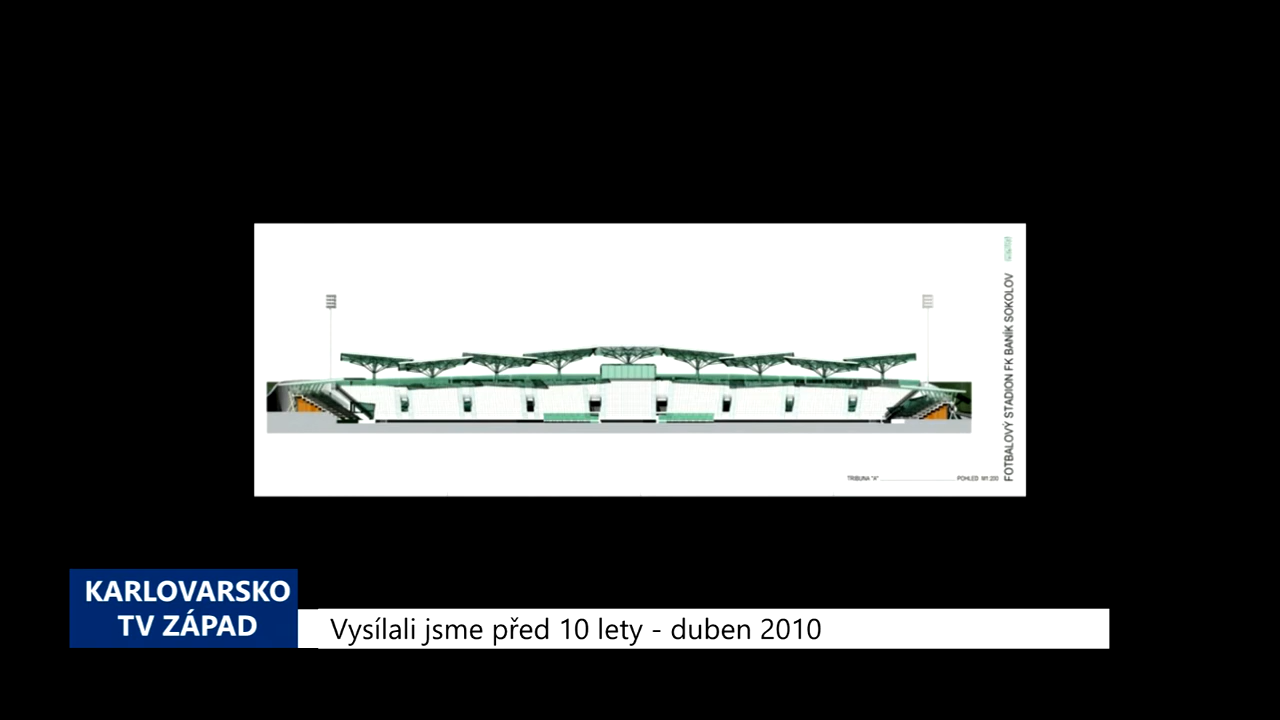 FOTBALOVÝ STADION FK BANÍK SOKOLOV
TRIBUNA "A" POHLED M1:200
KARLOVARSKO
TV ZÁPAD
Vysílali jsme před 10 lety - duben 2010